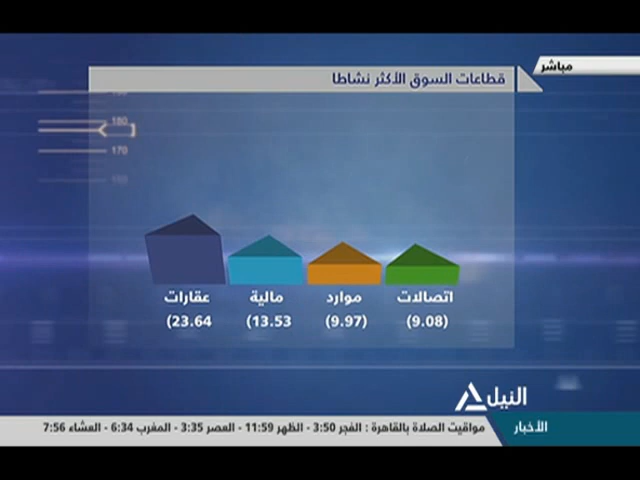 مباشر
قطاعات السوق الأكثر نشاطا
180
170
عقارات مالية موارد اتصالات
(23.64 (13.53 (9.97) (9.08)
النيل
الأخبار
مواقيت الصلاة بالقاهرة : الفجر 3:50 - الظهر 11:59 - العصر 3:35 - المغرب 6:34 - العشاء 7:56